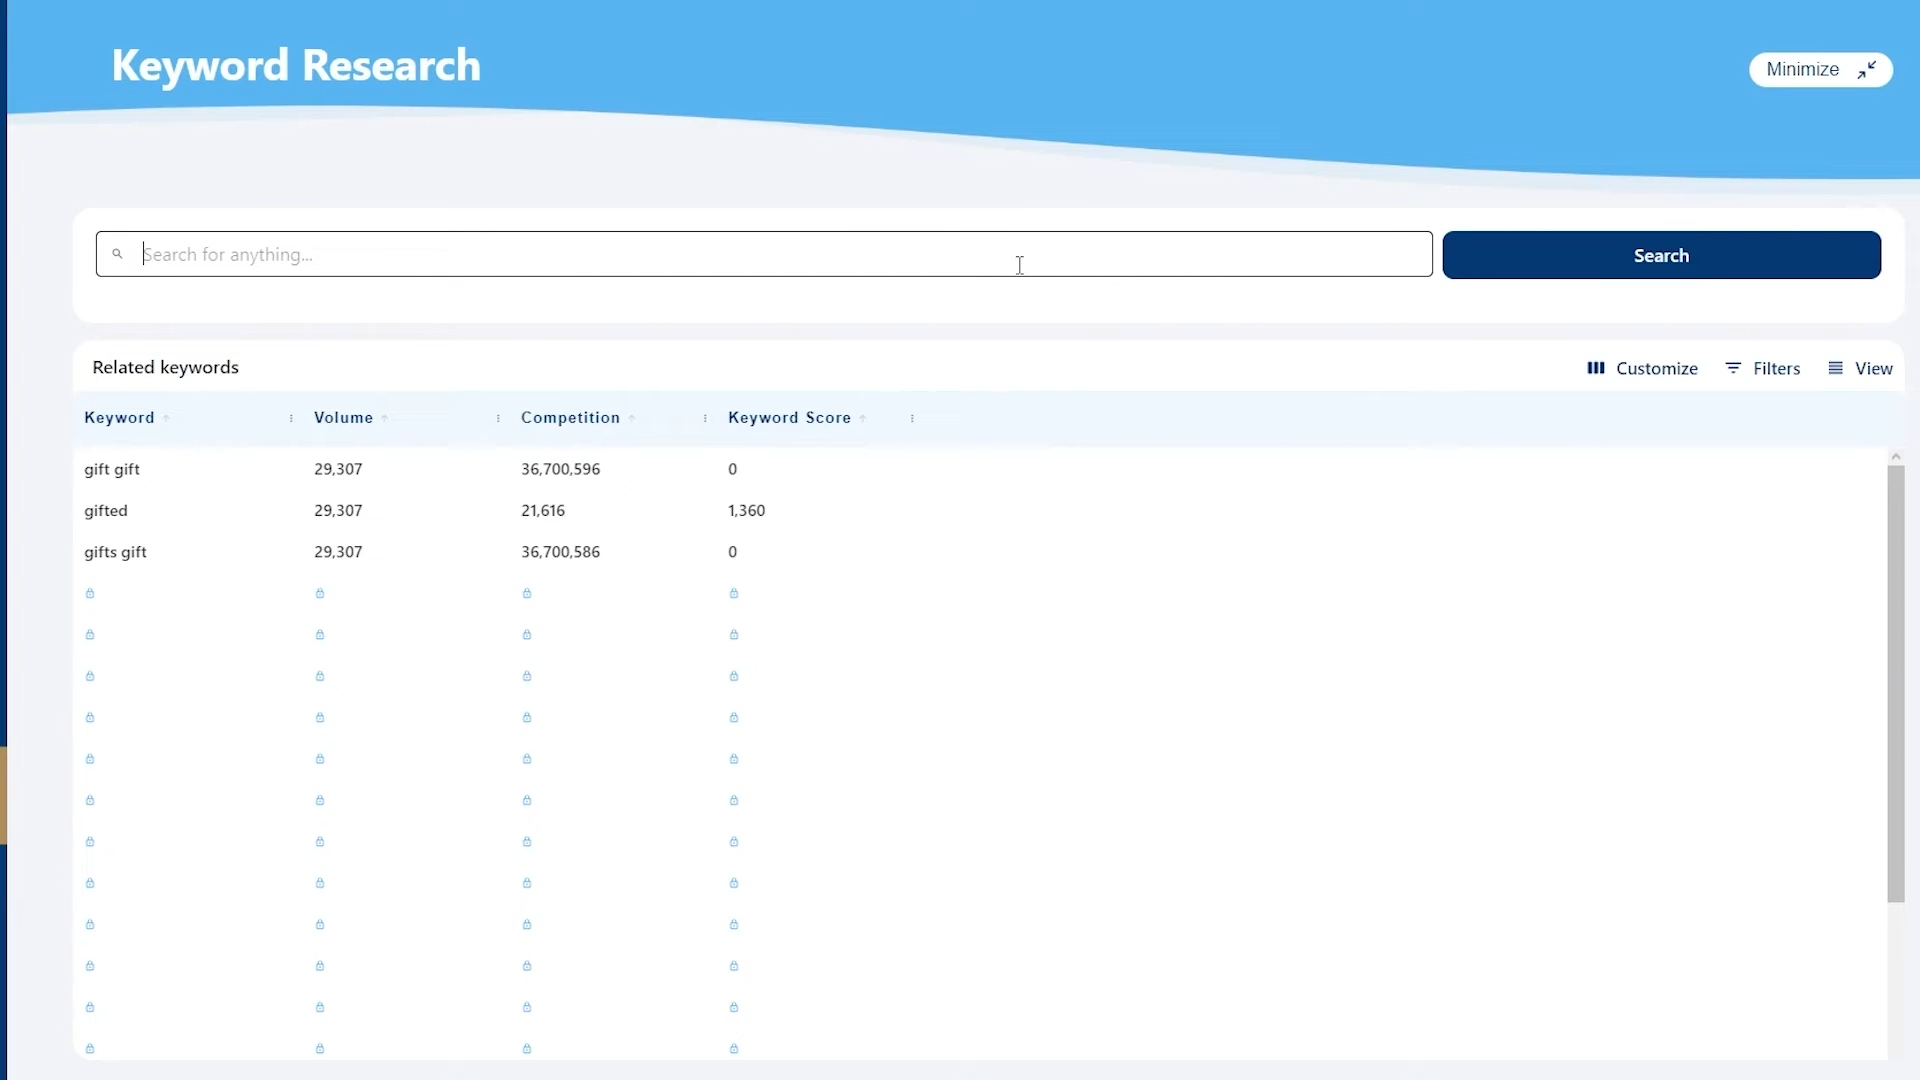 Keyword Research
Minimize
Search for anything...
Search
Related keywords
Customize Filters View
Keyword Volume Competition Keyword Score
gift gift 29,307 36,700,596 0
gifted 29,307 21,616 1,360
gifts gift 29,307 36,700,586 0